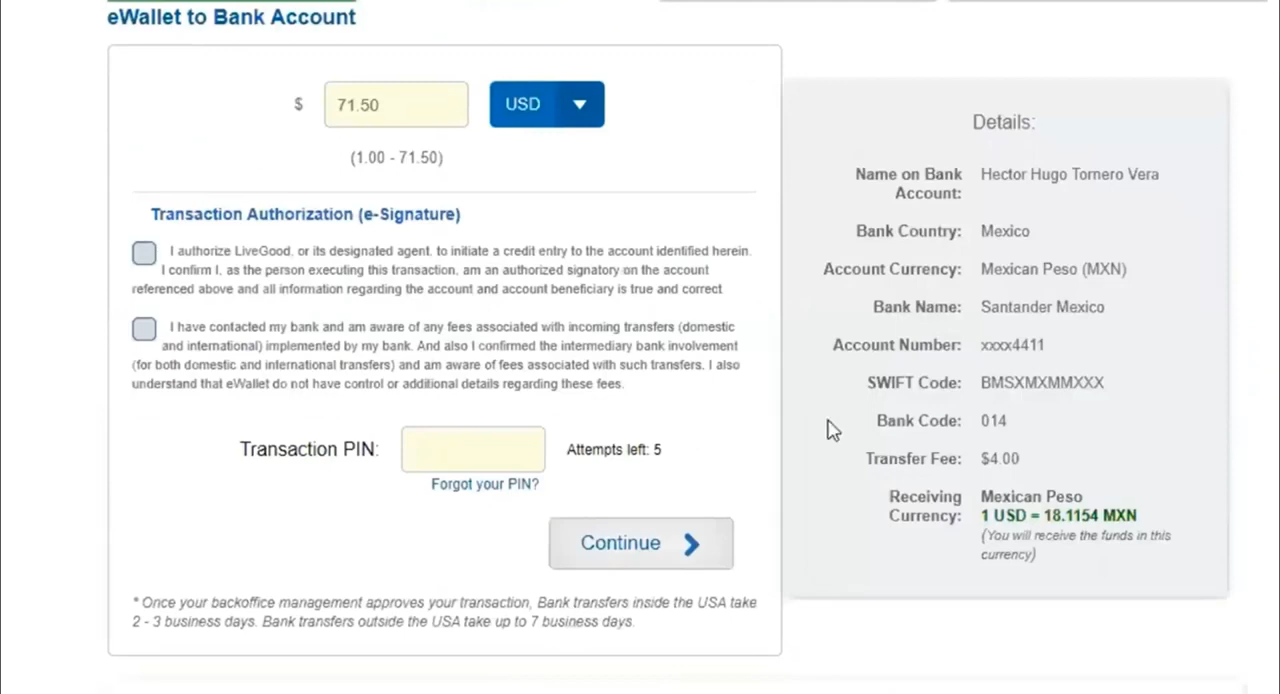 eWallet to Bank Account
$ 71.50 USD
(1.00 - 71.50)
Transaction Authorization (e-Signature)
I authorize LiveGood, or its designated agent, to initiate a credit entry to the account identified herein.
I confirm I, as the person executing this transaction, am an authorized signatory on the account
referenced above and all information regarding the account and account beneficiary is true and correct
I have contacted my bank and am aware of any fees associated with incoming transfers (domestic
and international) implemented by my bank. And also I confirmed the intermediary bank involvement
(for both domestic and international transfers) and am aware of fees associated with such transfers. I also
understand that eWallet do not have control or additional details regarding these fees.
Transaction PIN: Attempts left: 5
Forgot your PIN?
Continue
* Once your backoffice management approves your transaction, Bank transfers inside the USA take
2 - 3 business days. Bank transfers outside the USA take up to 7 business days.
Details:
Name on Bank Hector Hugo Tornero Vera
Account:
Bank Country: Mexico
Account Currency: Mexican Peso (MXN)
Bank Name: Santander Mexico
Account Number: xxxx4411
SWIFT Code: BMSXMXMMXXX
Bank Code: 014
Transfer Fee: $4.00
Receiving Mexican Peso
Currency: 1 USD = 18.1154 MXN
(You will receive the funds in this
currency)